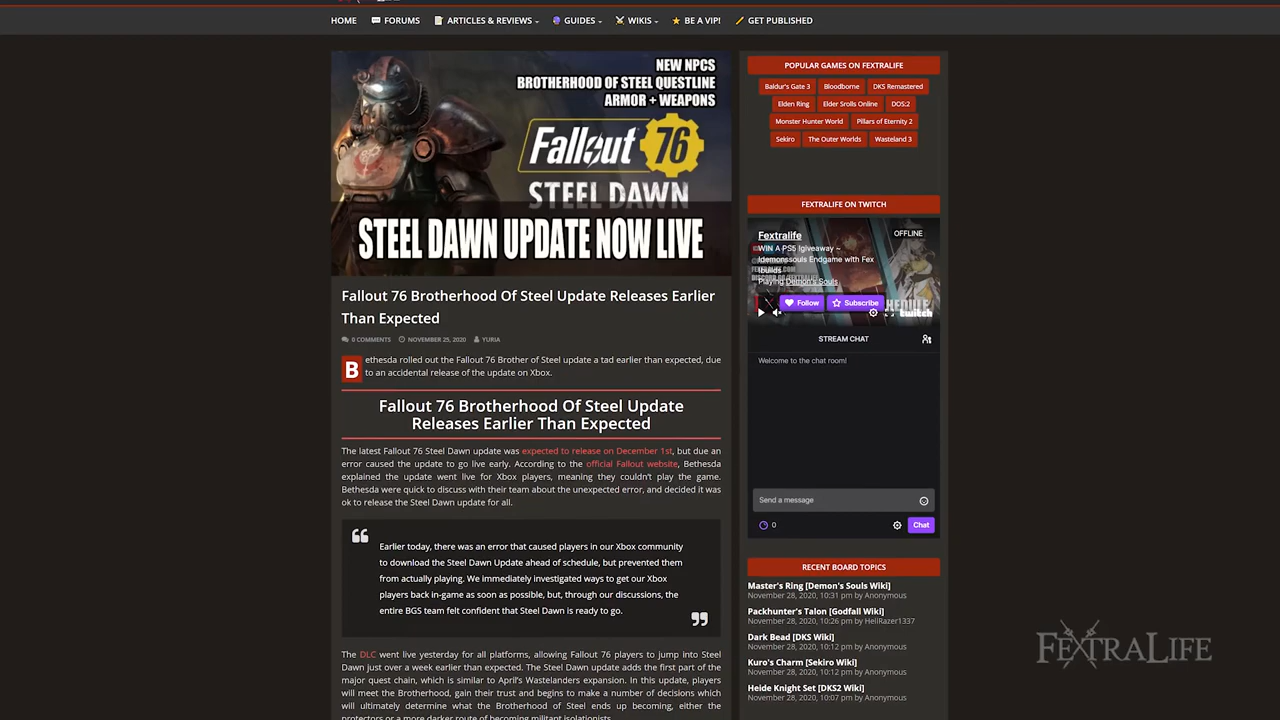 HOME
FORUMS
ARTICLES & REVIEWS
GUIDES
WIKIS
BE A VIP!
GET PUBLISHED
NEW NPCS
BROTHERHOOD OF STEEL QUESTLINE
ARMOR + WEAPONS
Fallout 76
STEEL DAWN
STEEL DAWN UPDATE NOW LIVE
Fallout 76 Brotherhood Of Steel Update Releases Earlier
Than Expected
0 COMMENTS NOVEMBER 25, 2020 YURIA
Bethesda rolled out the Fallout 76 Brother of Steel update a tad earlier than expected, due
to an accidental release of the update on Xbox.
Fallout 76 Brotherhood Of Steel Update
Releases Earlier Than Expected
The latest Fallout 76 Steel Dawn update was expected to release on December 1st, but due an
error caused the update to go live early. According to the official Fallout website, Bethesda
explained the update went live for Xbox players, meaning they couldn't play the game.
Bethesda were quick to discuss with their team about the unexpected error, and decided it was
ok to release the Steel Dawn update for all.
Earlier today, there was an error that caused players in our Xbox community
to download the Steel Dawn Update ahead of schedule, but prevented them
from actually playing. We immediately investigated ways to get our Xbox
players back in-game as soon as possible, but, through our discussions, the
entire BGS team felt confident that Steel Dawn is ready to go.
The DLC went live yesterday for all platforms, allowing Fallout 76 players to jump into Steel
Dawn just over a week earlier than expected. The Steel Dawn update adds the first part of the
major quest chain, which is similar to April's Wastelanders expansion. In this update, players
will meet the Brotherhood, gain their trust and begins to make a number of decisions which
will ultimately determine what the Brotherhood of Steel ends up becoming, either the
protectors or a more darker route of becoming militant isolationists.
POPULAR GAMES ON FEXTRALIFE
Baldur's Gate 3 Bloodborne DKS Remastered
Elden Ring Elder Srolls Online DOS:2
Monster Hunter World Pillars of Eternity 2
Sekiro The Outer Worlds Wasteland 3
FEXTRALIFE ON TWITCH
Fextralife OFFLINE
WIN A PS5 !giveaway ~
!demonssouls Endgame with Fex
!builds
Playing Demon's Souls
Follow Subscribe
twitch
STREAM CHAT
Welcome to the chat room!
Send a message
0 Chat
RECENT BOARD TOPICS
Master's Ring [Demon's Souls Wiki]
November 28, 2020, 10:31 pm by Anonymous
Packhunter's Talon [Godfall Wiki]
November 28, 2020, 10:26 pm by HellRazer1337
Dark Bead [DKS Wiki]
November 28, 2020, 10:12 pm by Anonymous
Kuro's Charm [Sekiro Wiki]
November 28, 2020, 10:12 pm by Anonymous
Heide Knight Set [DKS2 Wiki]
November 28, 2020, 10:07 pm by Anonymous
FEXTRALIFE